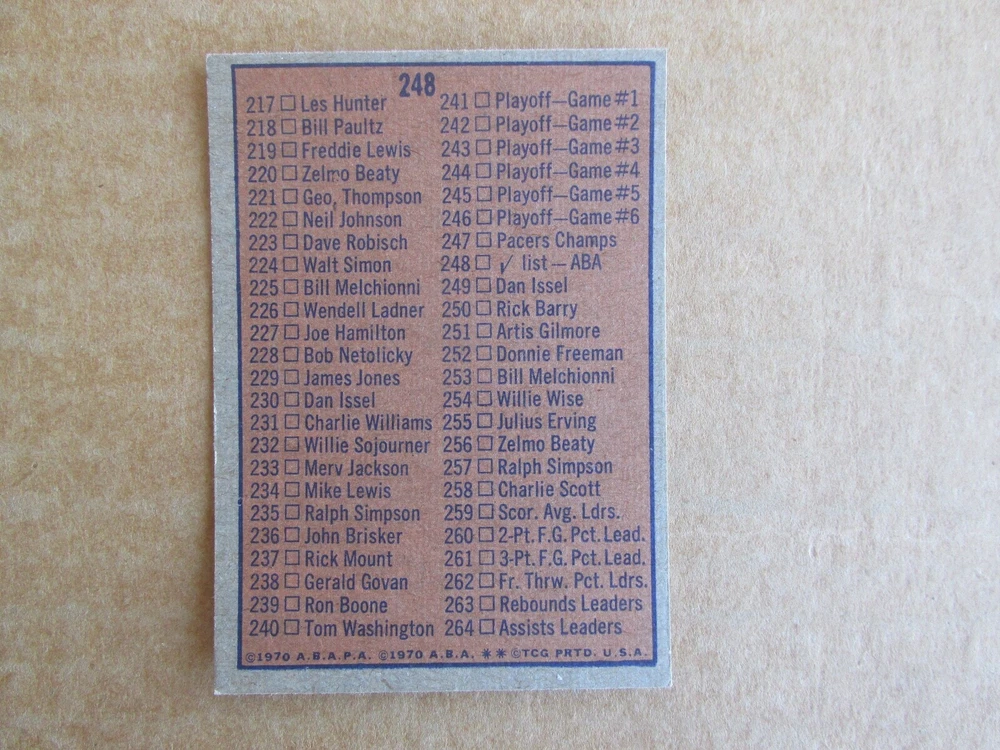 248
217 □ Les Hunter
218 □ Bill Paultz
219 □ Freddie Lewis
220 □ Zelmo Beaty
221 □ Geo. Thompson
222 □ Neil Johnson
223 □ Dave Robisch
224 □ Walt Simon
225 □ Bill Melchionni
226 □ Wendell Ladner
227 □ Joe Hamilton
228 □ Bob Netolicky
229 □ James Jones
230 □ Dan Issel
231 □ Charlie Williams
232 □ Willie Sojourner
233 □ Merv Jackson
234 □ Mike Lewis
235 □ Ralph Simpson
236 □ John Brisker
237 □ Rick Mount
238 □ Gerald Govan
239 □ Ron Boone
240 □ Tom Washington
241 □ Playoff—Game #1
242 □ Playoff—Game #2
243 □ Playoff—Game #3
244 □ Playoff—Game #4
245 □ Playoff—Game #5
246 □ Playoff—Game #6
247 □ Pacers Champs
248 □ √ list — ABA
249 □ Dan Issel
250 □ Rick Barry
251 □ Artis Gilmore
252 □ Donnie Freeman
253 □ Bill Melchionni
254 □ Willie Wise
255 □ Julius Erving
256 □ Zelmo Beaty
257 □ Ralph Simpson
258 □ Charlie Scott
259 □ Scor. Avg. Ldrs.
260 □ 2-Pt. F.G. Pct. Lead.
261 □ 3-Pt. F.G. Pct. Lead.
262 □ Fr. Thrw. Pct. Ldrs.
263 □ Rebounds Leaders
264 □ Assists Leaders
©1970 A.B.A.P.A. ©1970 A.B.A. ** ©TCG PRTD. U.S.A.